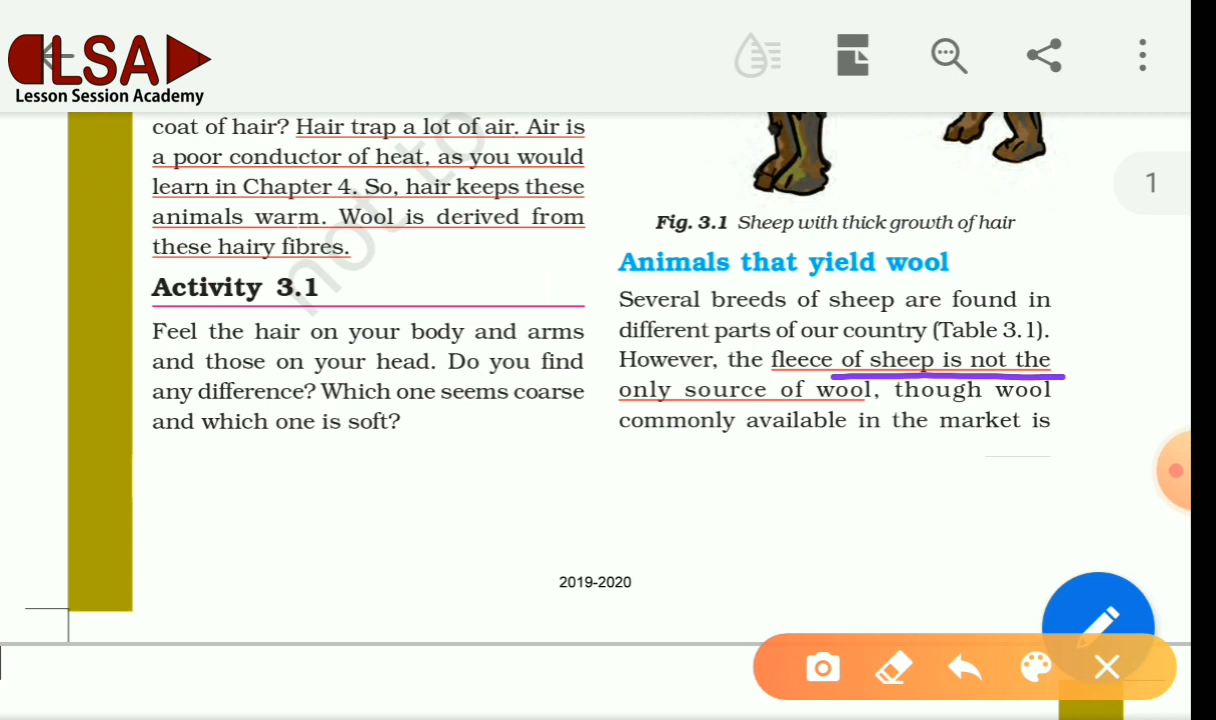 LSA
Lesson Session Academy
1
coat of hair? Hair trap a lot of air. Air is
a poor conductor of heat, as you would
learn in Chapter 4. So, hair keeps these
animals warm. Wool is derived from
these hairy fibres.
Activity 3.1
Feel the hair on your body and arms
and those on your head. Do you find
any difference? Which one seems coarse
and which one is soft?
not to
Fig. 3.1 Sheep with thick growth of hair
Animals that yield wool
Several breeds of sheep are found in
different parts of our country (Table 3.1).
However, the fleece of sheep is not the
only source of wool, though wool
commonly available in the market is
2019-2020